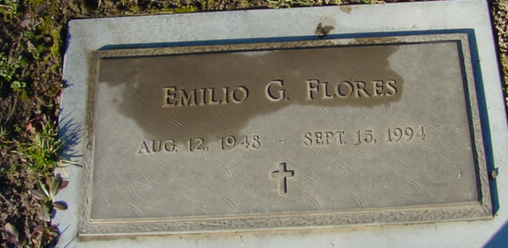 EMILIO G. FLORES
AUG. 12, 1948 - SEPT. 15, 1994